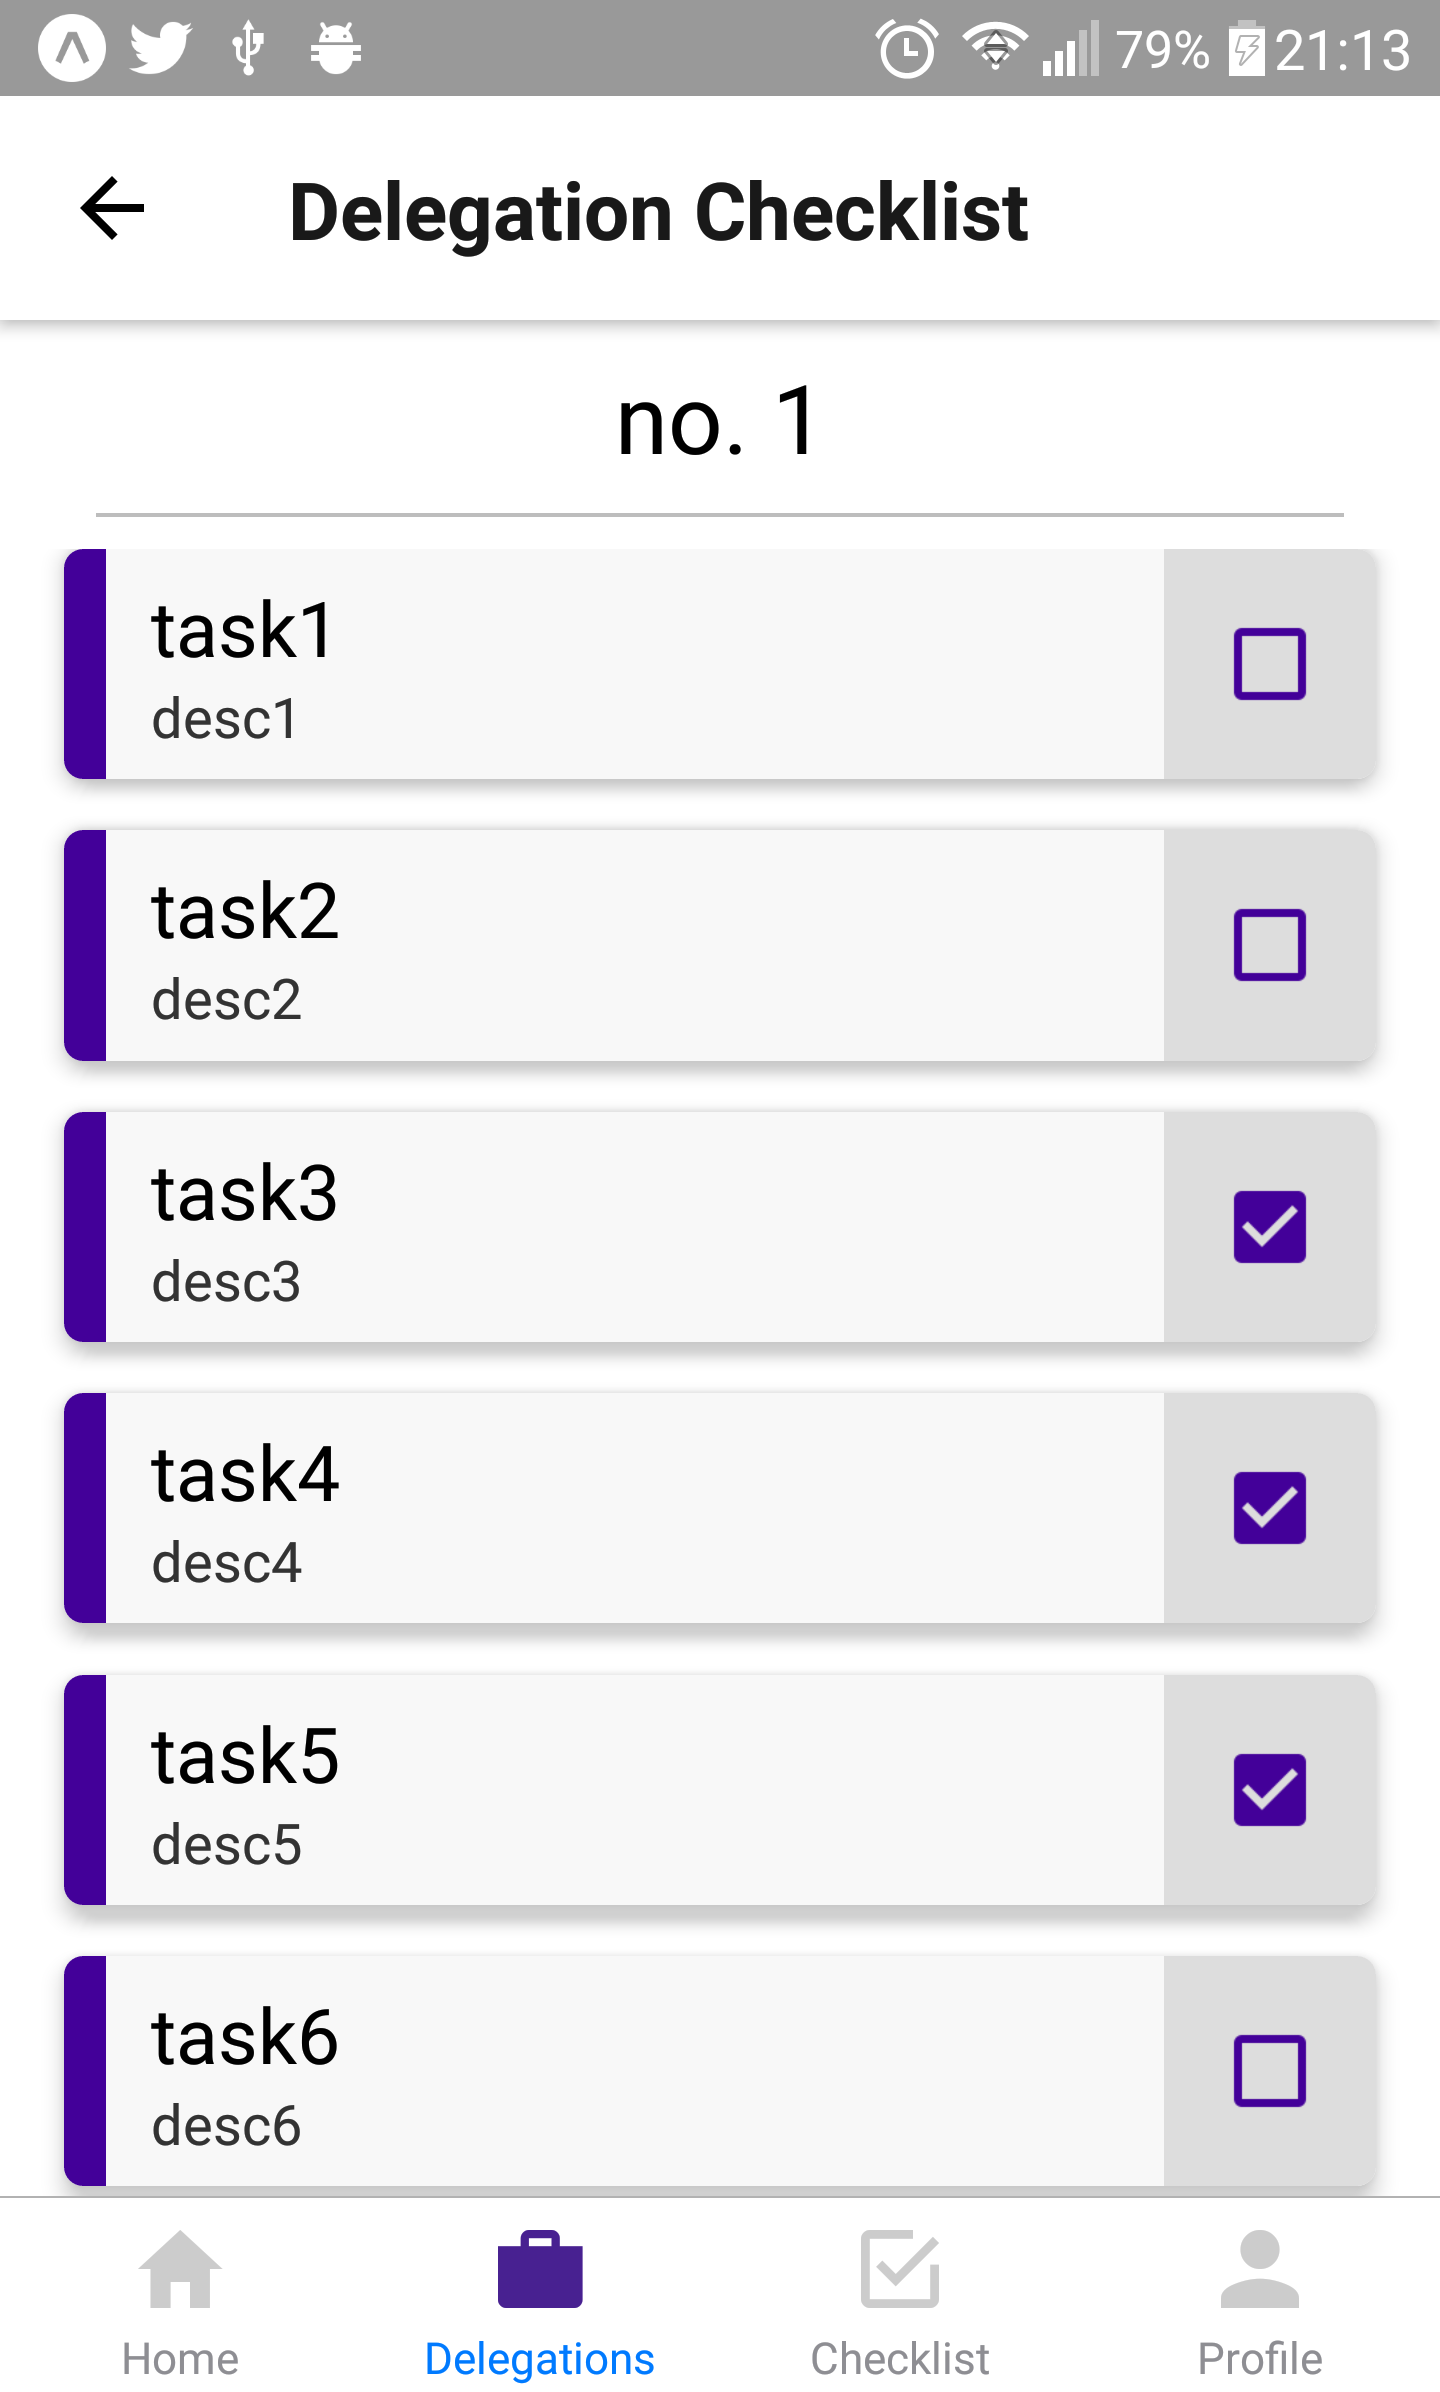 79% 21:13
Delegation Checklist
no. 1
task1
desc1
task2
desc2
task3
desc3
task4
desc4
task5
desc5
task6
desc6
Home Delegations Checklist Profile